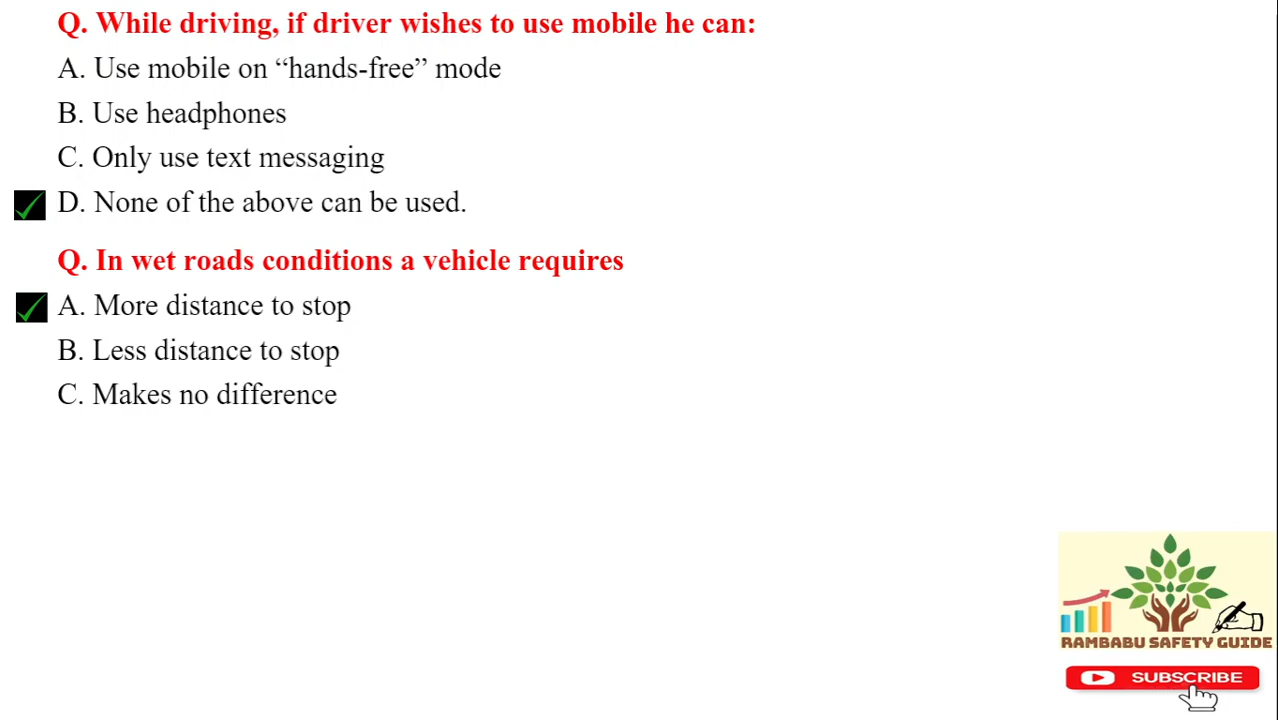 Q. While driving, if driver wishes to use mobile he can:
A. Use mobile on “hands-free” mode
B. Use headphones
C. Only use text messaging
D. None of the above can be used.
Q. In wet roads conditions a vehicle requires
A. More distance to stop
B. Less distance to stop
C. Makes no difference
RAMBABU SAFETY GUIDE
SUBSCRIBE